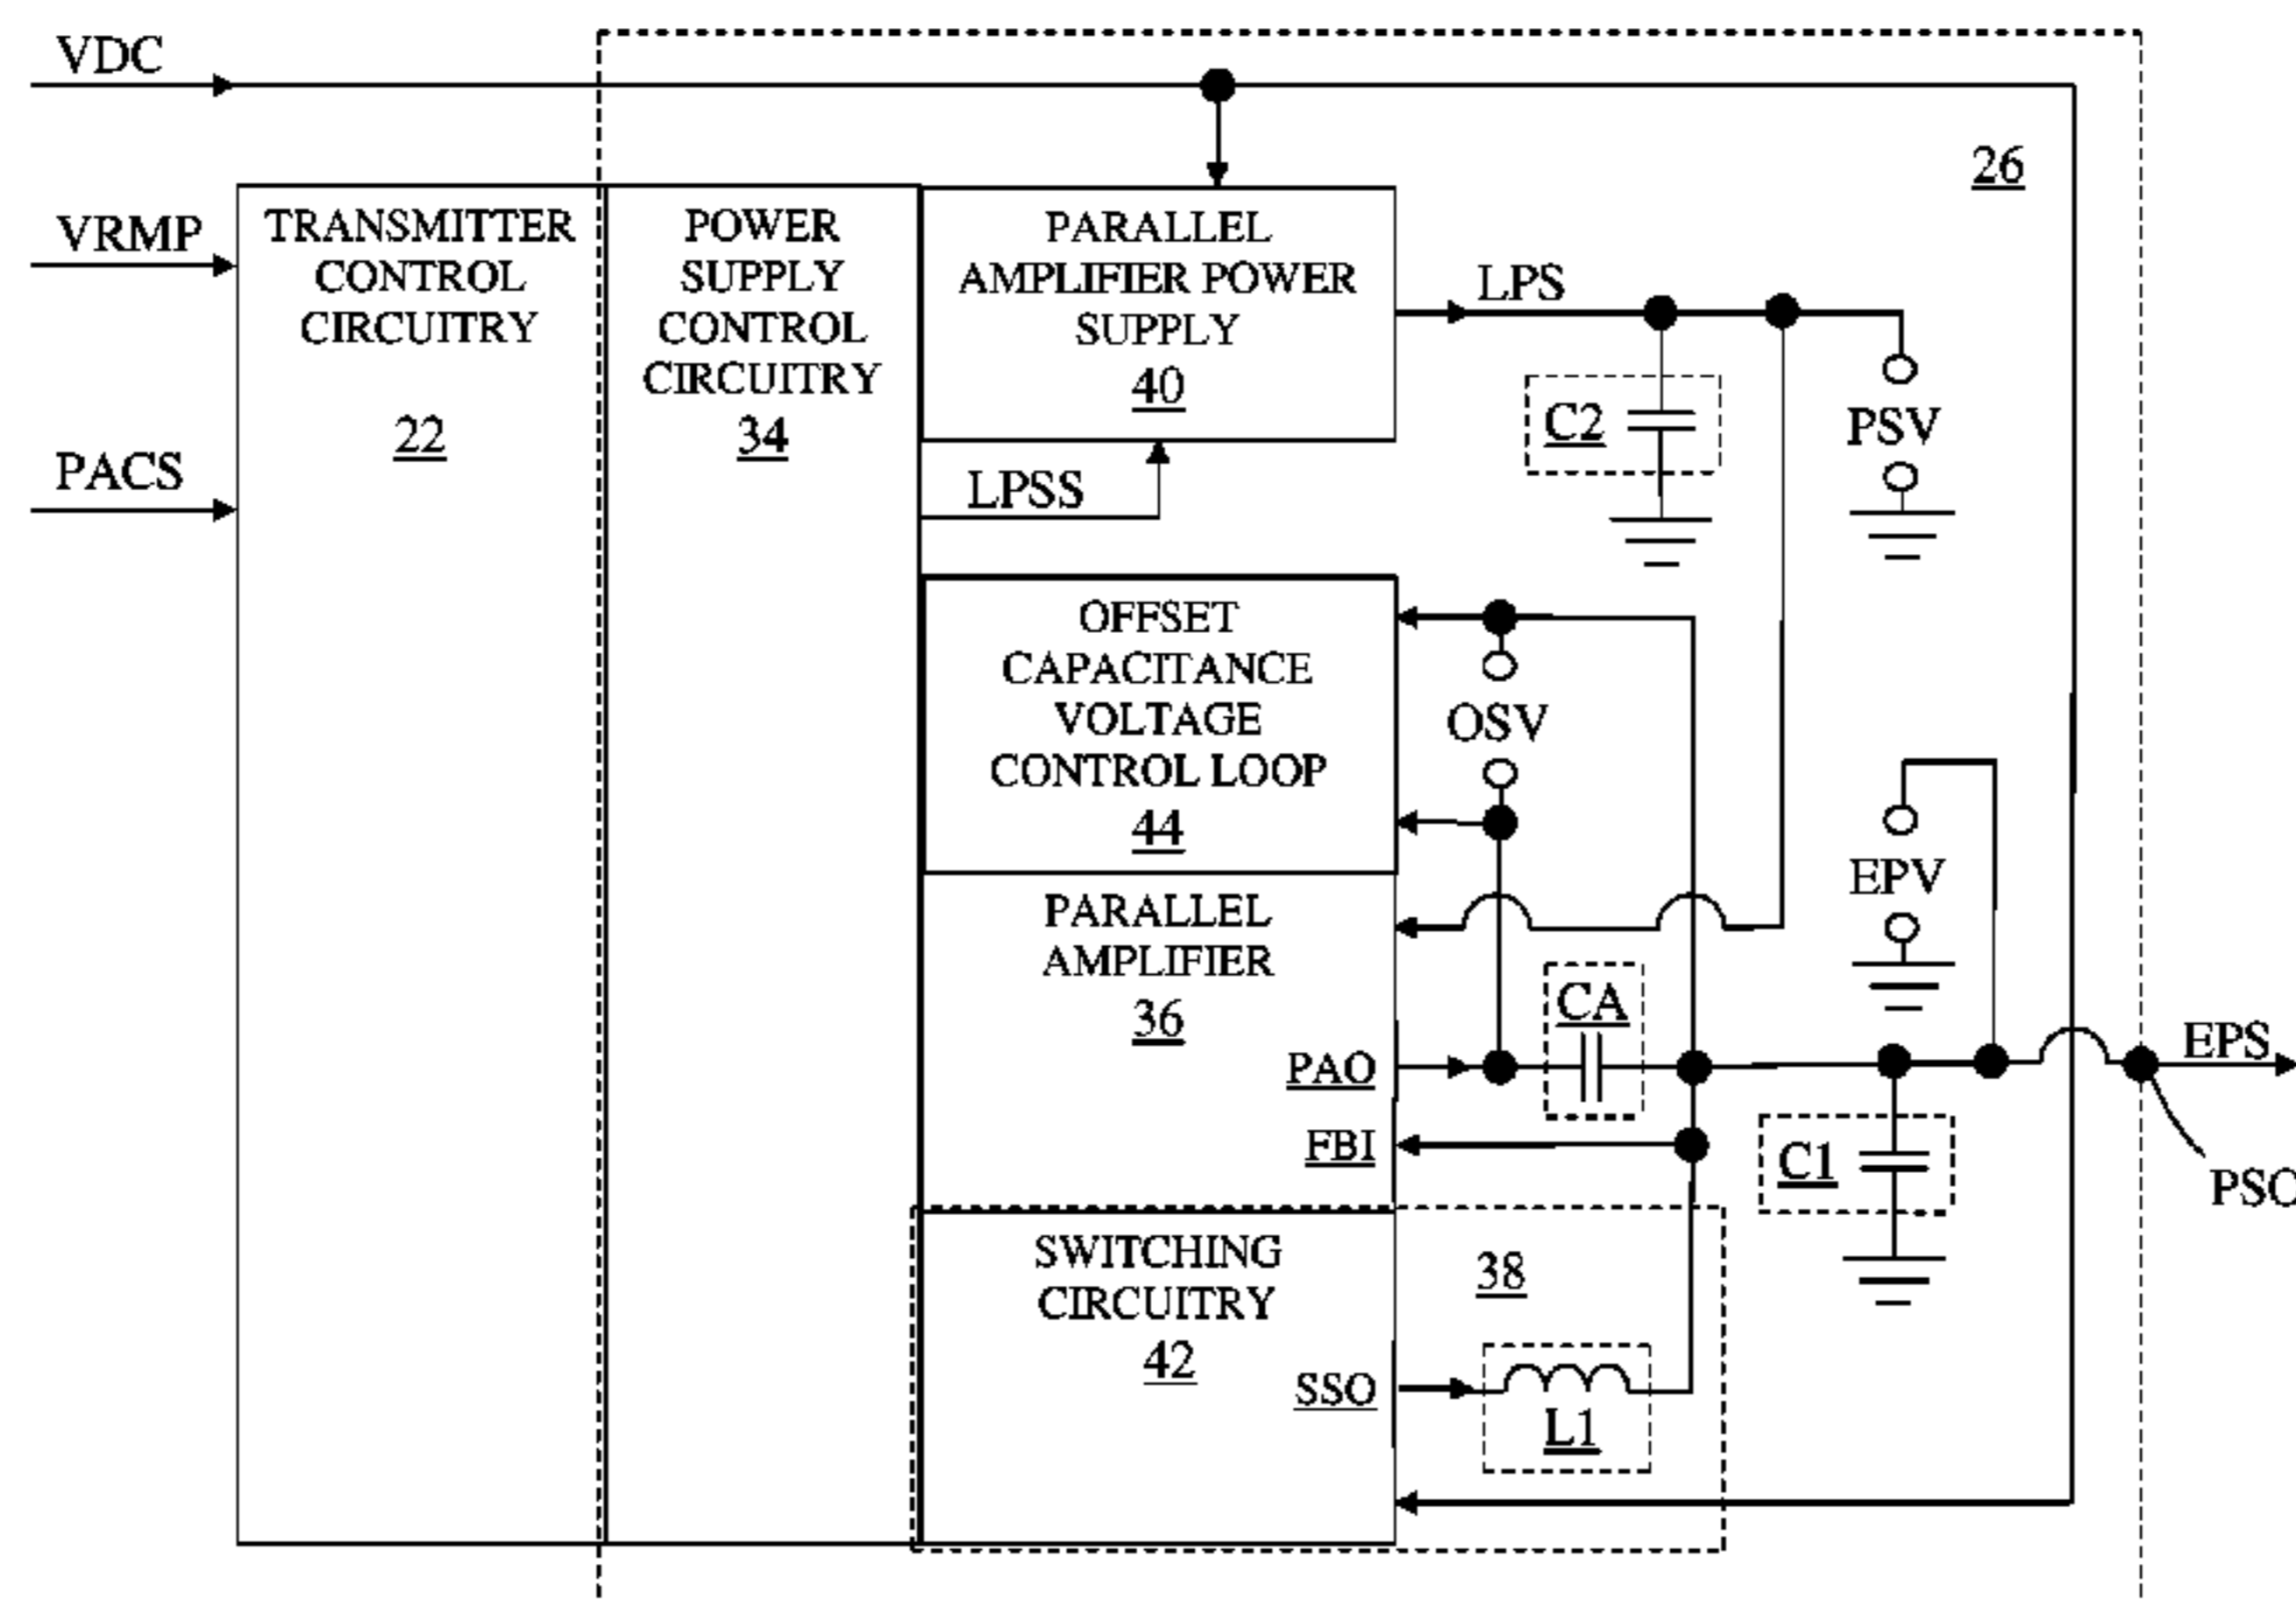 VDC
26
VRMP
PACS
TRANSMITTER
CONTROL
CIRCUITRY
22
POWER
SUPPLY
CONTROL
CIRCUITRY
34
PARALLEL
AMPLIFIER POWER
SUPPLY
40
LPS
LPSS
C2
PSV
OFFSET
CAPACITANCE
VOLTAGE
CONTROL LOOP
44
OSV
EPV
PARALLEL
AMPLIFIER
36
CA
PAO
FBI
EPS
C1
SWITCHING
CIRCUITRY
42
38
SSO
L1